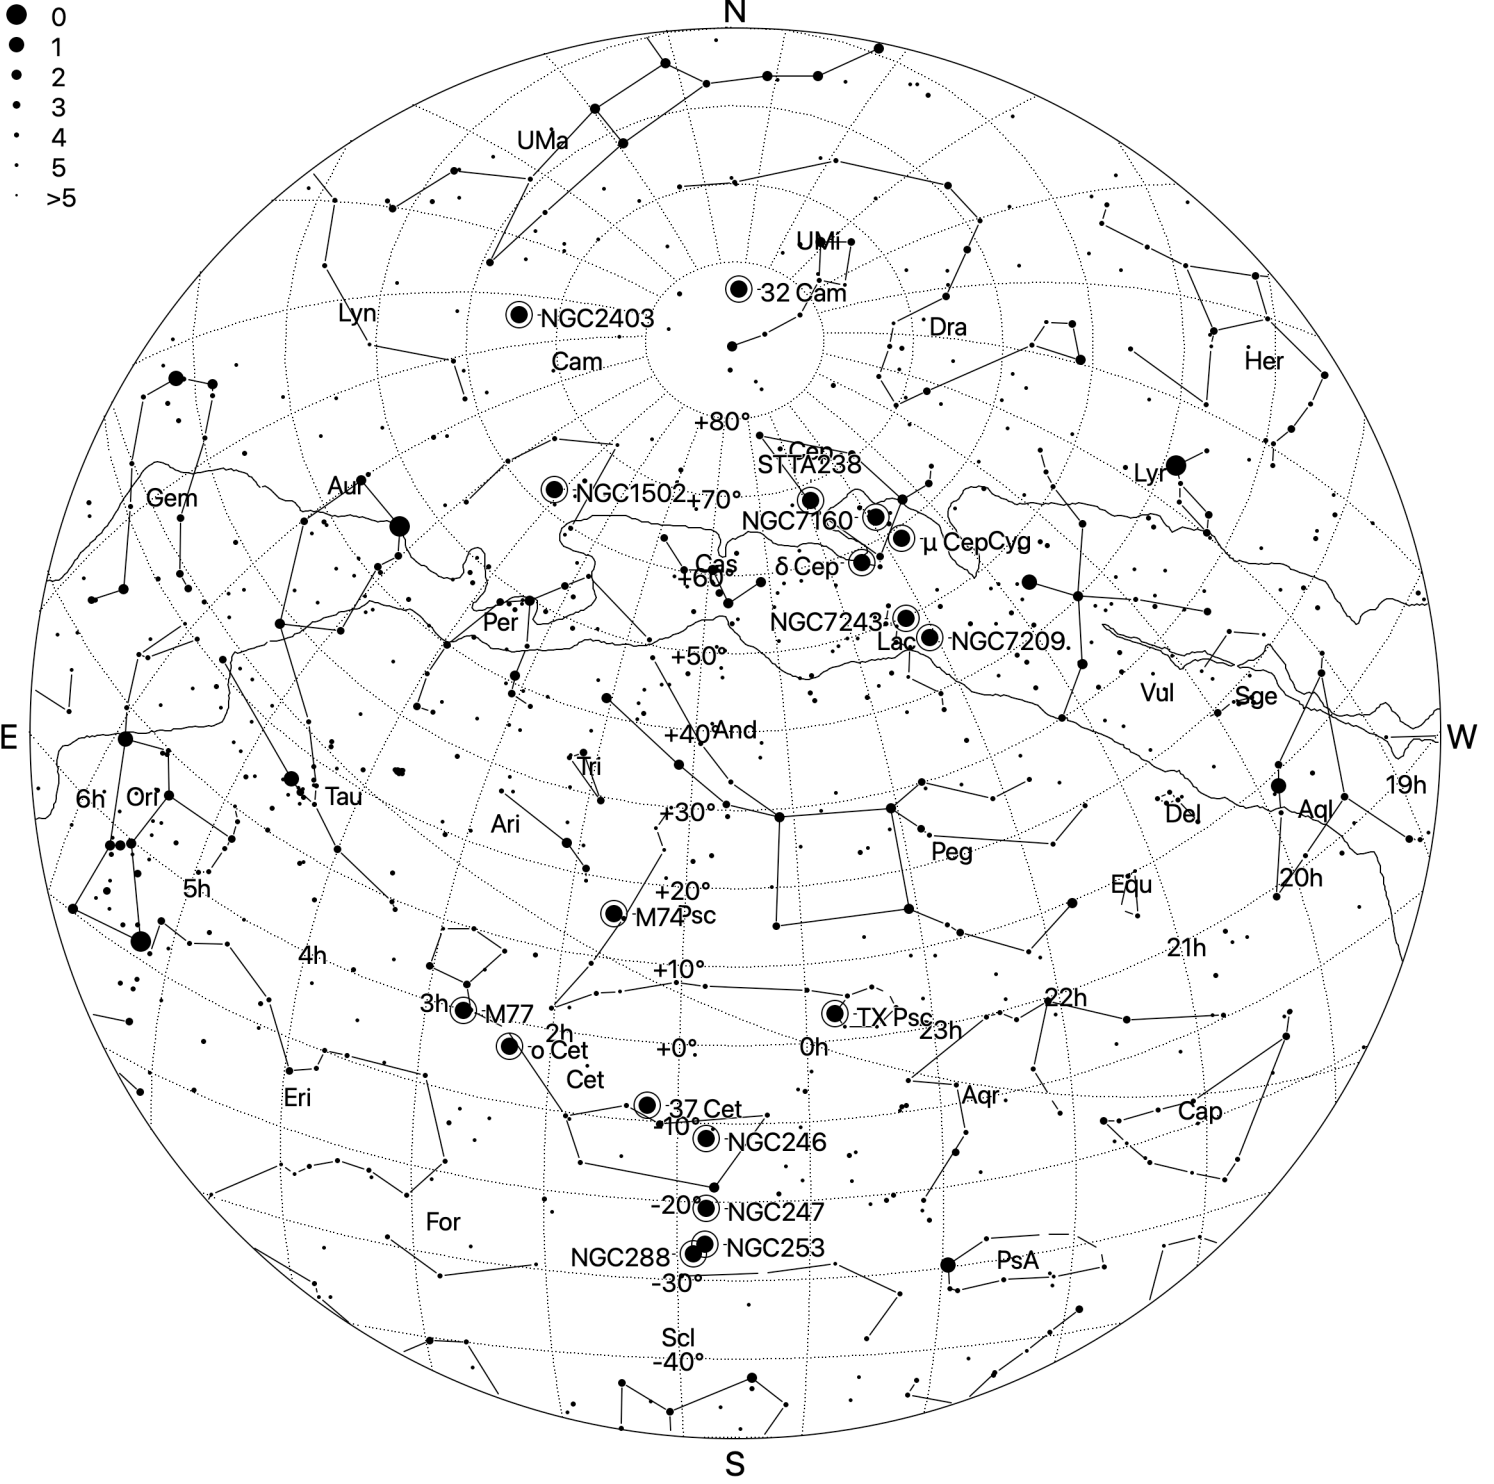 N
0
1
2
3
4
5
>5
UMa
UMi
32 Cam
Lyn
NGC2403
Dra
Cam
Her
+80°
Cep
STTA238
Lyr
Aur
Gem
NGC1502
+70°
NGC7160
μ Cep
Cyg
Cas
δ Cep
+60°
Per
NGC7243
Lac
NGC7209
+50°
Vul
Sge
E
And
+40°
W
Tri
6h
Ori
Tau
19h
+30°
Del
Aql
Ari
Peg
20h
5h
+20°
Equ
M74
Psc
21h
4h
+10°
22h
3h
M77
TX Psc
23h
2h
o Cet
+0°
0h
Cet
Eri
Aqr
37 Cet
Cap
-10°
NGC246
-20°
NGC247
For
NGC288
NGC253
PsA
-30°
Scl
-40°
S